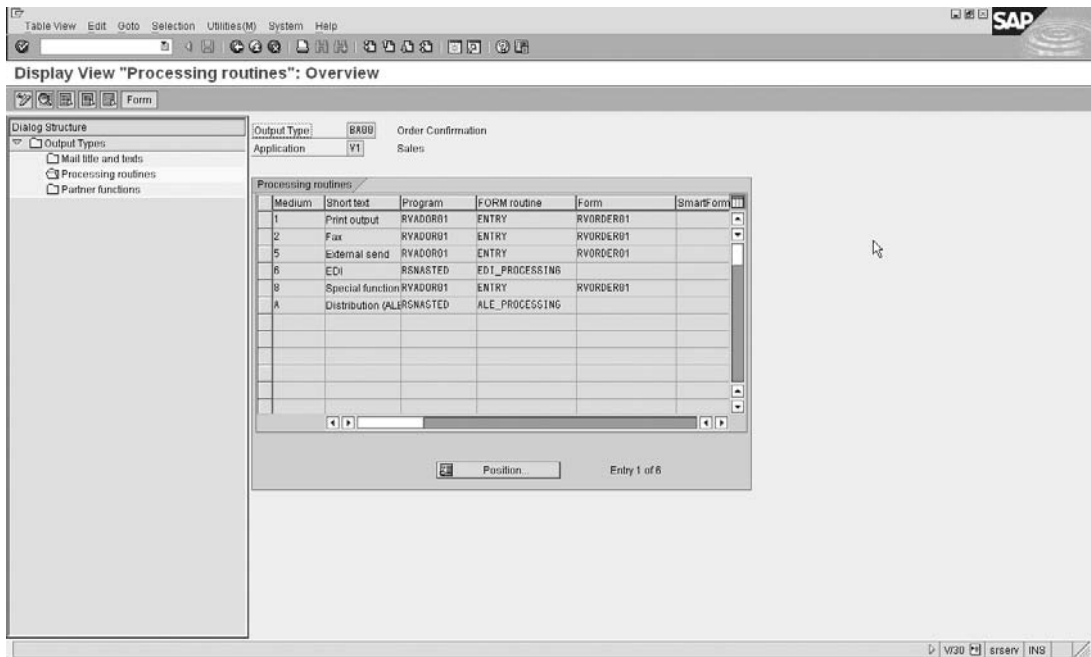 Table View Edit Goto Selection Utilities(M) System Help
SAP
Display View "Processing routines": Overview
Form
Dialog Structure
Output Types
Mail title and texts
Processing routines
Partner functions
Output Type BA00 Order Confirmation
Application V1 Sales
Processing routines
Medium Short text Program FORM routine Form SmartForm
1 Print output RVADOR01 ENTRY RVORDER01
2 Fax RVADOR01 ENTRY RVORDER01
5 External send RVADOR01 ENTRY RVORDER01
6 EDI RSNASTED EDI_PROCESSING
8 Special function RVADOR01 ENTRY RVORDER01
A Distribution (ALE RSNASTED ALE_PROCESSING
Position...
Entry 1 of 6
V/30 srserv INS